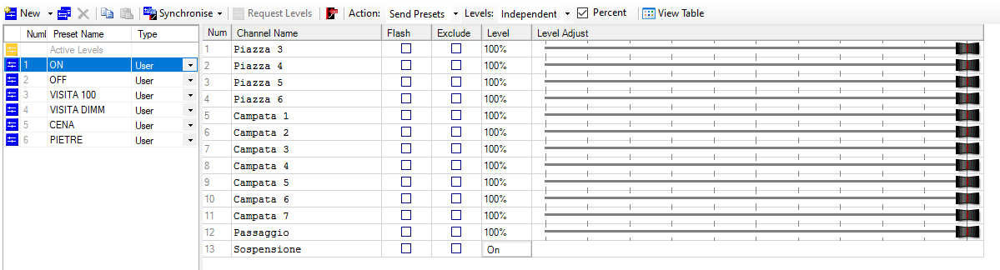 New Synchronise Request Levels Action: Send Presets Levels: Independent Percent View Table
Numl Preset Name Type
Active Levels
1 ON User
2 OFF User
3 VISITA 100 User
4 VISITA DIMM User
5 CENA User
6 PIETRE User
Num Channel Name Flash Exclude Level Level Adjust
1 Piazza 3 100%
2 Piazza 4 100%
3 Piazza 5 100%
4 Piazza 6 100%
5 Campata 1 100%
6 Campata 2 100%
7 Campata 3 100%
8 Campata 4 100%
9 Campata 5 100%
10 Campata 6 100%
11 Campata 7 100%
12 Passaggio 100%
13 Sospensione On